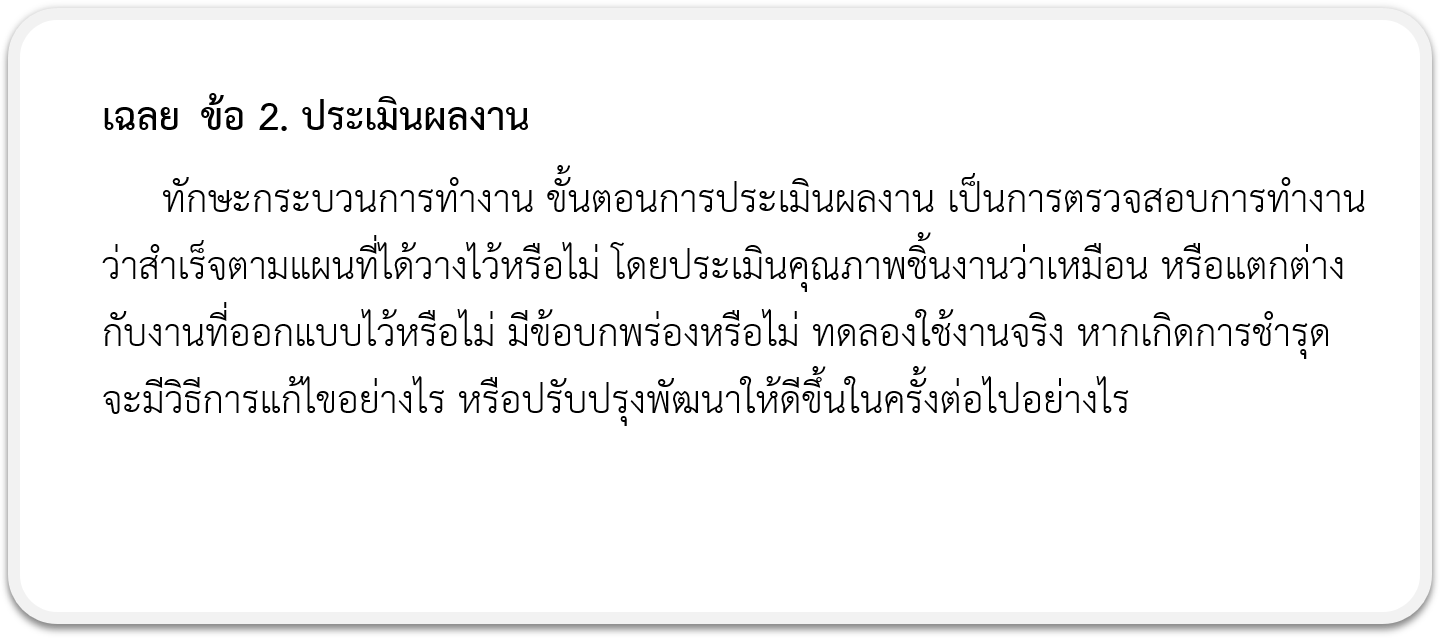 เฉลย ข้อ 2. ประเมินผลงาน
ทักษะกระบวนการทำงาน ขั้นตอนการประเมินผลงาน เป็นการตรวจสอบการทำงาน
ว่าสำเร็จตามแผนที่ได้วางไว้หรือไม่ โดยประเมินคุณภาพชิ้นงานว่าเหมือน หรือแตกต่าง
กับงานที่ออกแบบไว้หรือไม่ มีข้อบกพร่องหรือไม่ ทดลองใช้งานจริง หากเกิดการชำรุด
จะมีวิธีการแก้ไขอย่างไร หรือปรับปรุงพัฒนาให้ดีขึ้นในครั้งต่อไปอย่างไร